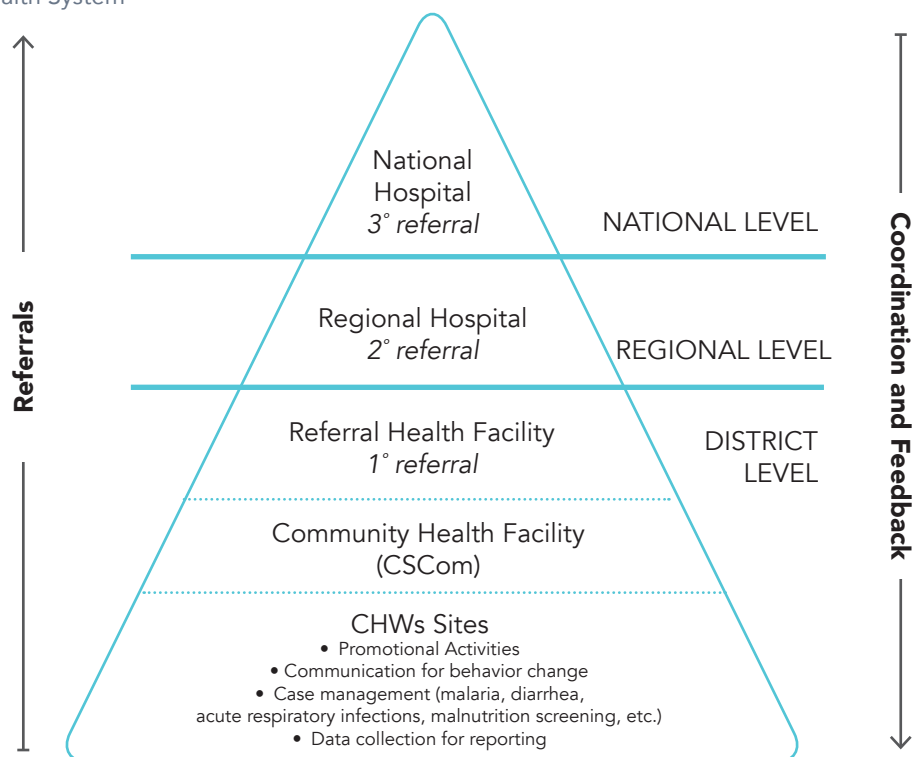 Health System
National
Hospital
3° referral
NATIONAL LEVEL
Regional Hospital
2° referral
REGIONAL LEVEL
Referral Health Facility
1° referral
DISTRICT
LEVEL
Community Health Facility
(CSCom)
CHWs Sites
• Promotional Activities
• Communication for behavior change
• Case management (malaria, diarrhea,
acute respiratory infections, malnutrition screening, etc.)
• Data collection for reporting
Referrals
Coordination and Feedback